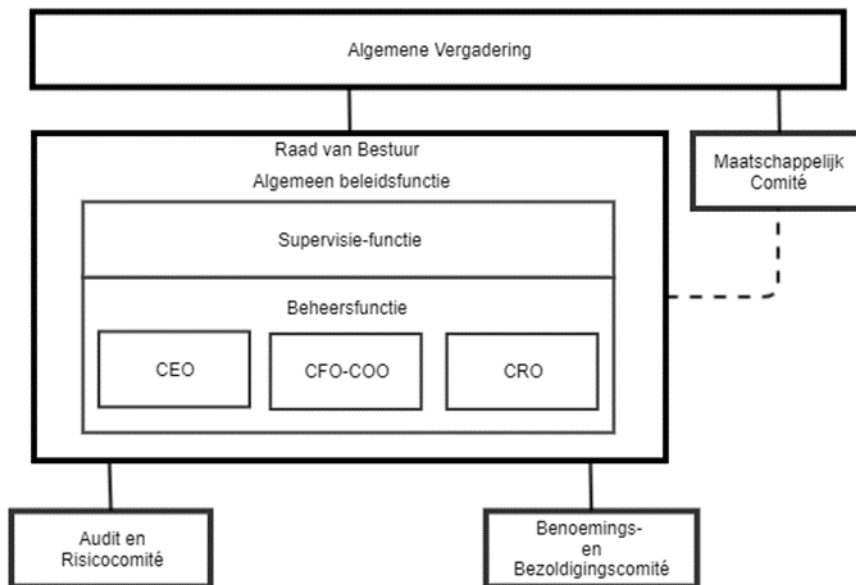 Algemene Vergadering
Raad van Bestuur
Algemeen beleidsfunctie
Maatschappelijk
Comité
Supervisie-functie
Beheersfunctie
CEO
CFO-COO
CRO
Audit en
Risicocomité
Benoemings-
en
Bezoldigingscomité